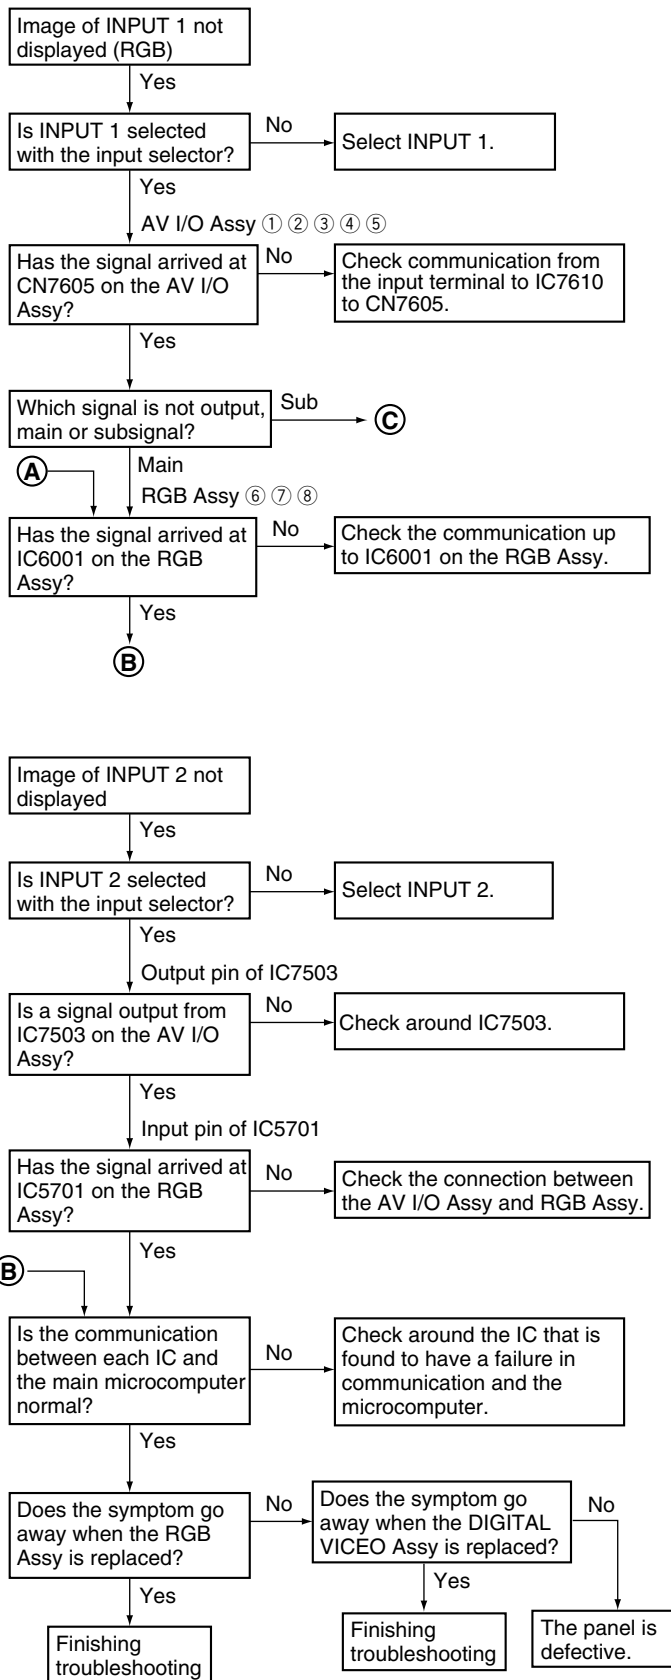 Image of INPUT 1 not
displayed (RGB)
Yes
Is INPUT 1 selected
with the input selector?
No
Select INPUT 1.
Yes
AV I/O Assy ① ② ③ ④ ⑤
Has the signal arrived at
CN7605 on the AV I/O
Assy?
No
Check communication from
the input terminal to IC7610
to CN7605.
Yes
Which signal is not output,
main or subsignal?
Sub
C
A
Main
RGB Assy ⑥ ⑦ ⑧
Has the signal arrived at
IC6001 on the RGB
Assy?
No
Check the communication up
to IC6001 on the RGB Assy.
Yes
B
Image of INPUT 2 not
displayed
Yes
Is INPUT 2 selected
with the input selector?
No
Select INPUT 2.
Yes
Output pin of IC7503
Is a signal output from
IC7503 on the AV I/O
Assy?
No
Check around IC7503.
Yes
Input pin of IC5701
Has the signal arrived at
IC5701 on the RGB
Assy?
No
Check the connection between
the AV I/O Assy and RGB Assy.
Yes
B
Is the communication
between each IC and
the main microcomputer
normal?
No
Check around the IC that is
found to have a failure in
communication and the
microcomputer.
Yes
Does the symptom go
away when the RGB
Assy is replaced?
No
Does the symptom go
away when the DIGITAL
VICEO Assy is replaced?
No
Yes
Yes
Finishing
troubleshooting
Finishing
troubleshooting
The panel is
defective.